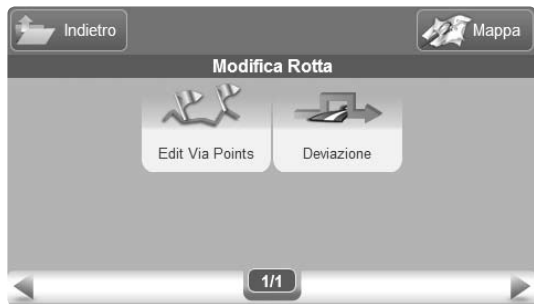 Indietro
Mappa
Modifica Rotta
Edit Via Points
Deviazione
1/1